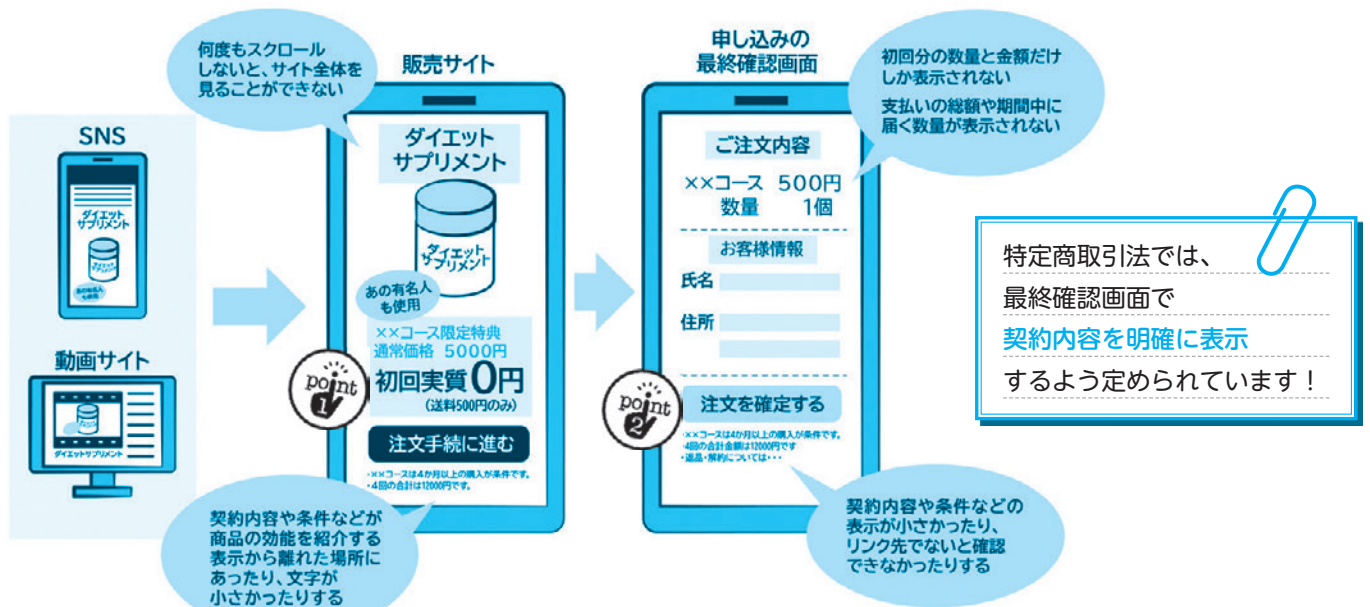 SNS
ダイエット
サプリメント
あの有名人
も使用
動画サイト
ダイエットサプリメント
何度もスクロール
しないと、サイト全体を
見ることができない
販売サイト
ダイエット
サプリメント
ダイエット
サプリメント
あの有名人
も使用
××コース限定特典
通常価格 5000円
point
1
初回実質0円
(送料500円のみ)
注文手続に進む
・××コースは4か月以上の購入が条件です。
・4回の合計は12000円です。
契約内容や条件などが
商品の効能を紹介する
表示から離れた場所に
あったり、文字が
小さかったりする
申し込みの
最終確認画面
初回分の数量と金額だけ
しか表示されない
支払いの総額や期間中に
届く数量が表示されない
ご注文内容
××コース 500円
数量 1個
お客様情報
氏名
住所
point
2
注文を確定する
・××コースは4か月以上の購入が条件です。
・4回の合計金額は12000円です
・返品・解約については・・・
契約内容や条件などの
表示が小さかったり、
リンク先でないと確認
できなかったりする
特定商取引法では、
最終確認画面で
契約内容を明確に表示
するよう定められています！